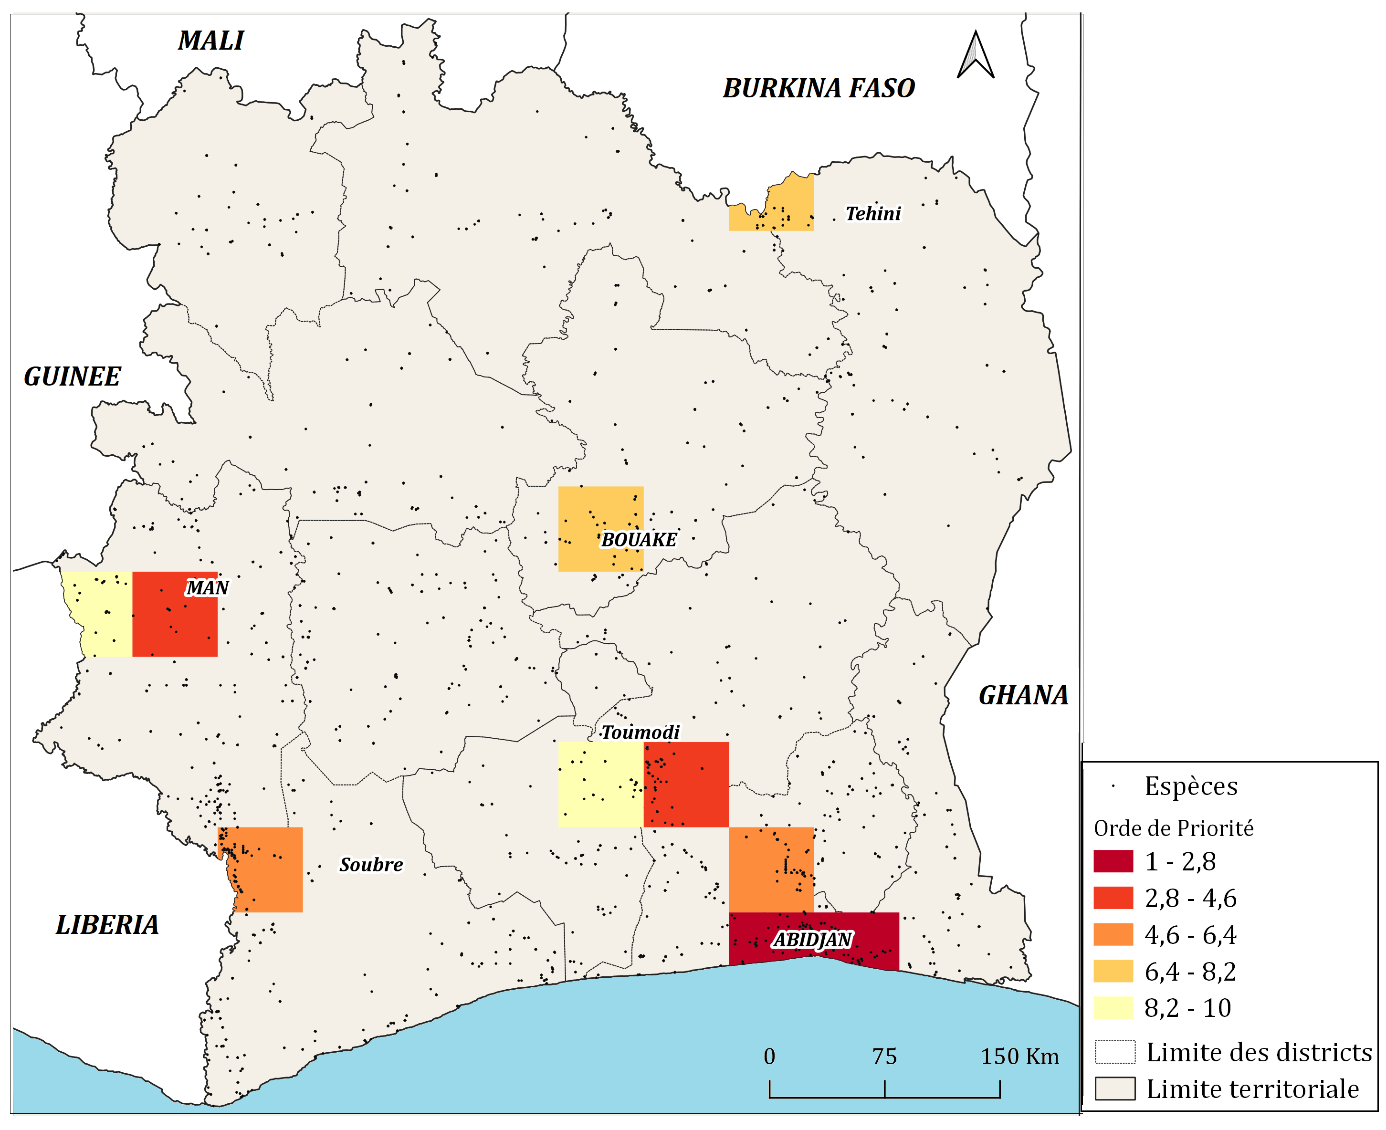 MALI
BURKINA FASO
Tehini
GUINEE
BOUAKE
MAN
GHANA
Toumodi
Soubre
LIBERIA
ABIDJAN
0 75 150 Km
Espèces
Orde de Priorité
1 - 2,8
2,8 - 4,6
4,6 - 6,4
6,4 - 8,2
8,2 - 10
Limite des districts
Limite territoriale